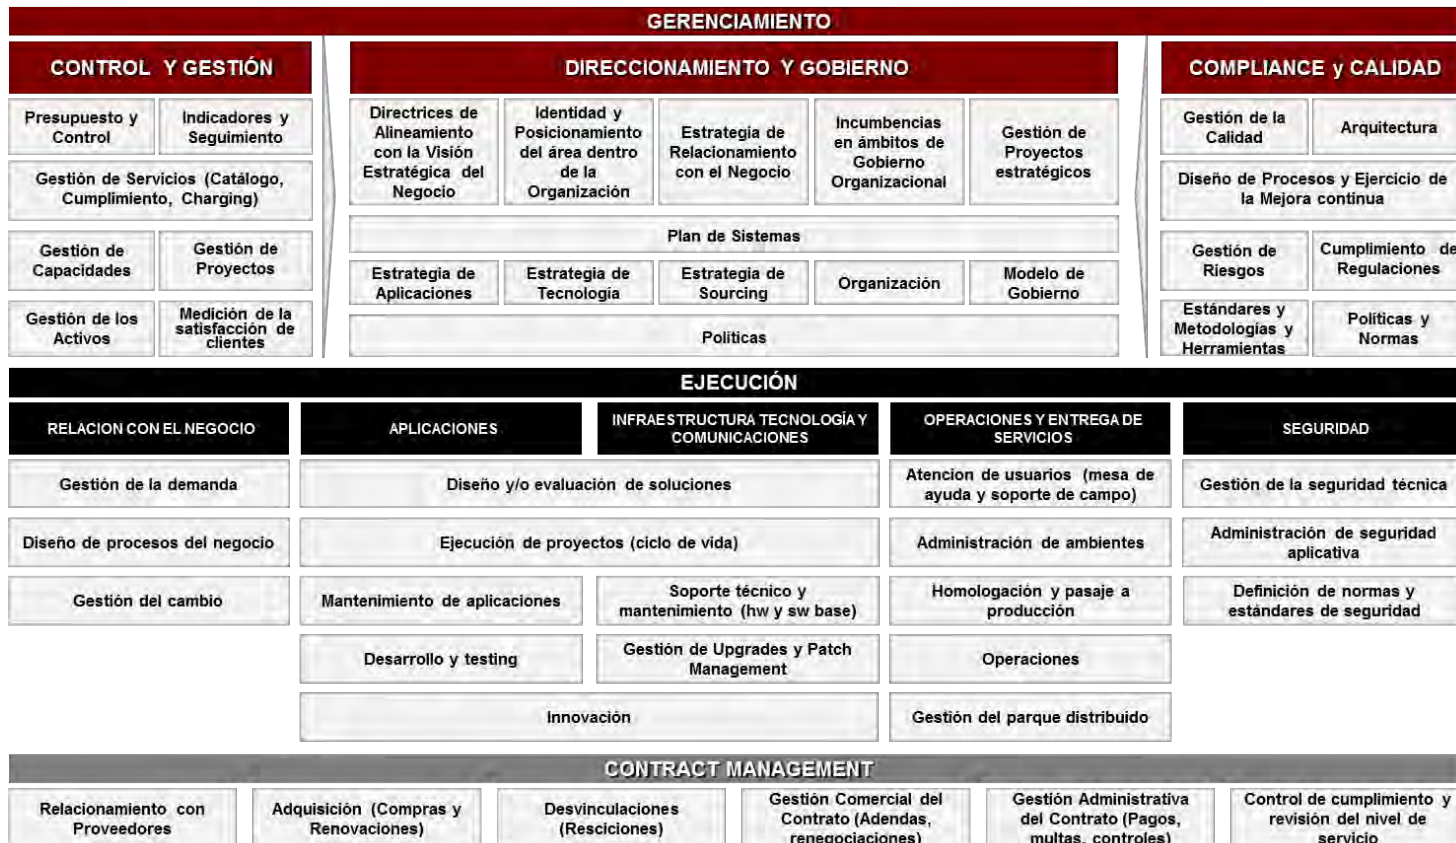 GERENCIAMIENTO
CONTROL Y GESTIÓN
Presupuesto y
Control
Indicadores y
Seguimiento
Gestión de Servicios (Catálogo,
Cumplimiento, Charging)
Gestión de
Capacidades
Gestión de
Proyectos
Gestión de los
Activos
Medición de la
satisfacción de
clientes
DIRECCIONAMIENTO Y GOBIERNO
Directrices de
Alineamiento
con la Visión
Estratégica del
Negocio
Identidad y
Posicionamiento
del área dentro
de la
Organización
Estrategia de
Relacionamiento
con el Negocio
Incumbencias
en ámbitos de
Gobierno
Organizacional
Gestión de
Proyectos
estratégicos
Plan de Sistemas
Estrategia de
Aplicaciones
Estrategia de
Tecnología
Estrategia de
Sourcing
Organización
Modelo de
Gobierno
Políticas
COMPLIANCE y CALIDAD
Gestión de la
Calidad
Arquitectura
Diseño de Procesos y Ejercicio de
la Mejora continua
Gestión de
Riesgos
Cumplimiento de
Regulaciones
Estándares y
Metodologías y
Herramientas
Políticas y
Normas
EJECUCIÓN
RELACION CON EL NEGOCIO
APLICACIONES
INFRAESTRUCTURA TECNOLOGÍA Y
COMUNICACIONES
OPERACIONES Y ENTREGA DE
SERVICIOS
SEGURIDAD
Gestión de la demanda
Diseño y/o evaluación de soluciones
Atencion de usuarios (mesa de
ayuda y soporte de campo)
Gestión de la seguridad técnica
Diseño de procesos del negocio
Ejecución de proyectos (ciclo de vida)
Administración de ambientes
Administración de seguridad
aplicativa
Gestión del cambio
Mantenimiento de aplicaciones
Soporte técnico y
mantenimiento (hw y sw base)
Homologación y pasaje a
producción
Definición de normas y
estándares de seguridad
Desarrollo y testing
Gestión de Upgrades y Patch
Management
Operaciones
Innovación
Gestión del parque distribuido
CONTRACT MANAGEMENT
Relacionamiento con
Proveedores
Adquisición (Compras y
Renovaciones)
Desvinculaciones
(Resciciones)
Gestión Comercial del
Contrato (Adendas,
renegociaciones)
Gestión Administrativa
del Contrato (Pagos,
multas, controles)
Control de cumplimiento y
revisión del nivel de
servicio